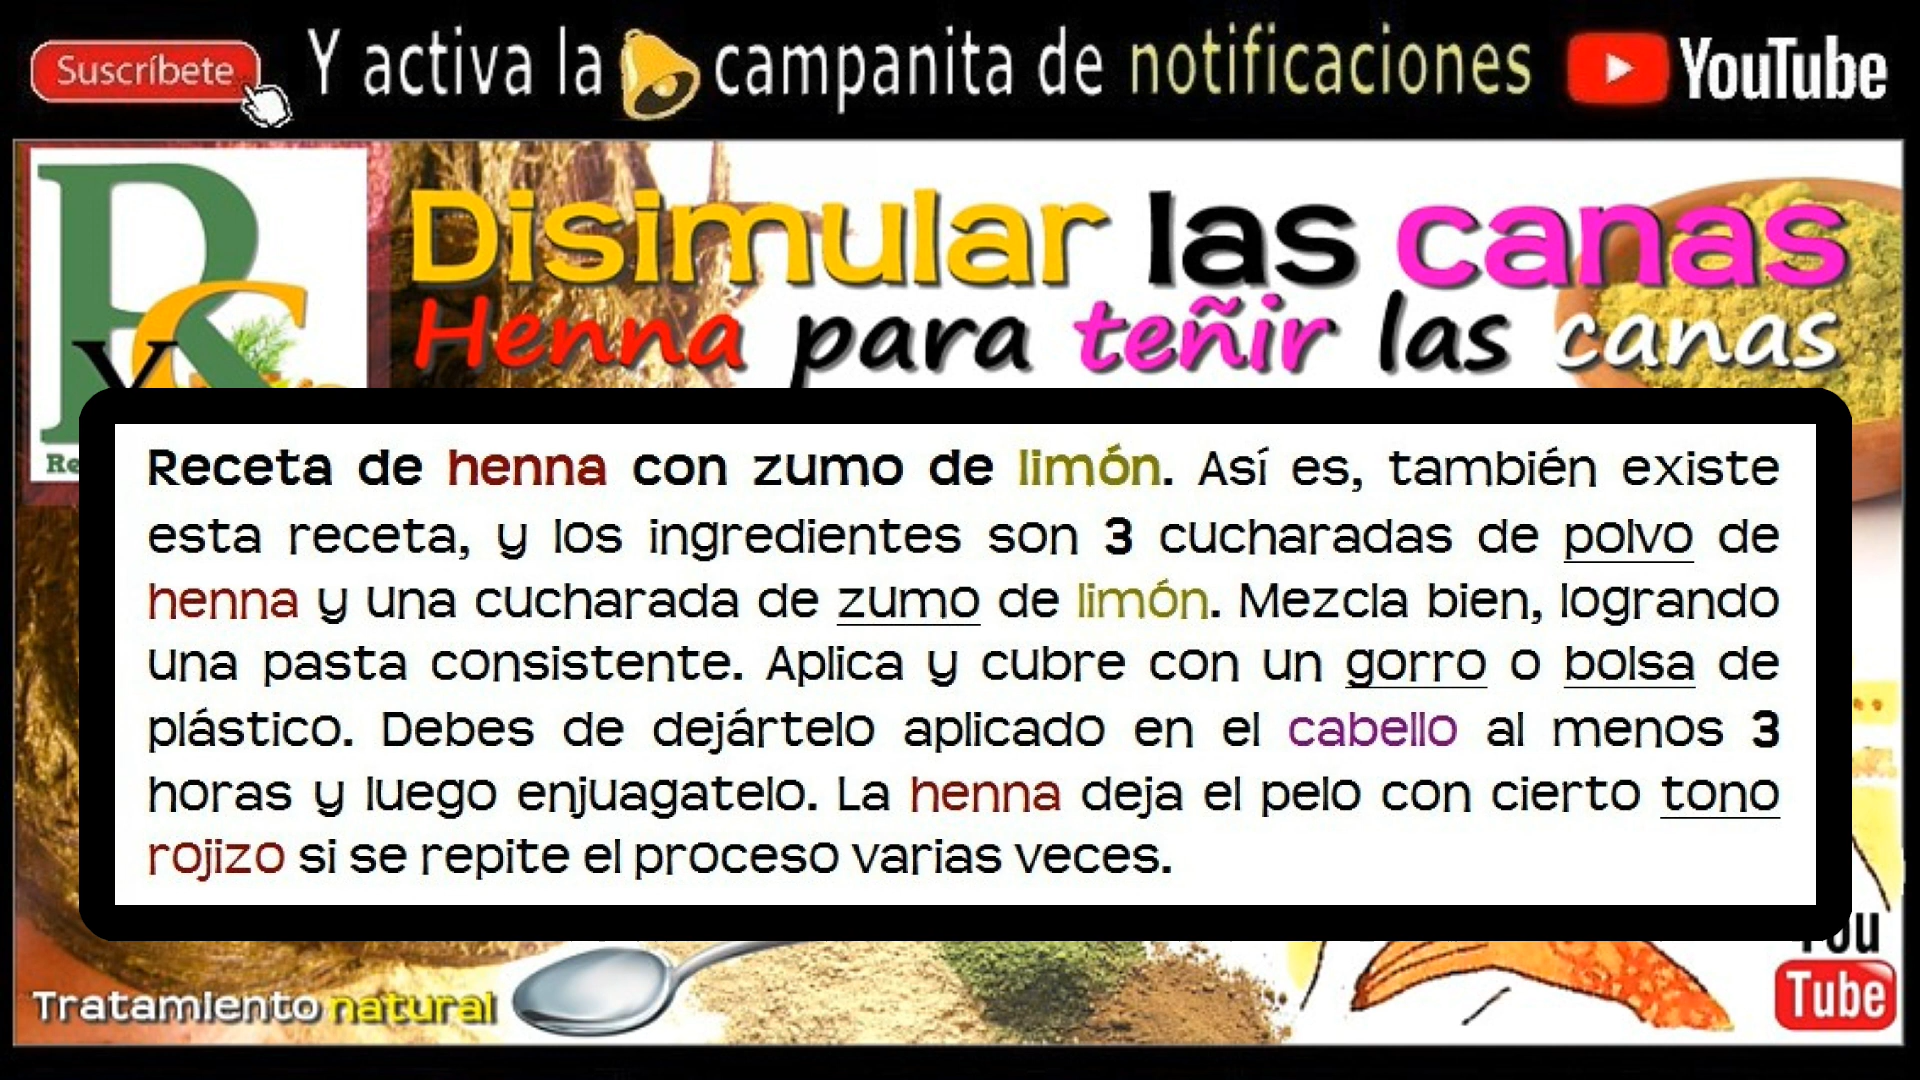 Suscríbete Y activa la campanita de notificaciones YouTube
Disimular las canas
Henna para teñir las canas
R
y
S
Receta de henna con zumo de limón. Así es, también existe
esta receta, y los ingredientes son 3 cucharadas de polvo de
henna y una cucharada de zumo de limón. Mezcla bien, logrando
una pasta consistente. Aplica y cubre con un gorro o bolsa de
plástico. Debes de dejártelo aplicado en el cabello al menos 3
horas y luego enjuagatelo. La henna deja el pelo con cierto tono
rojizo si se repite el proceso varias veces.
Tratamiento natural
You
Tube